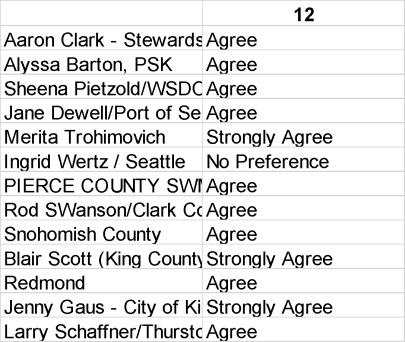 12
Aaron Clark - Stewards Agree
Alyssa Barton, PSK Agree
Sheena Pietzold/WSDO Agree
Jane Dewell/Port of Se Agree
Merita Trohimovich Strongly Agree
Ingrid Wertz / Seattle No Preference
PIERCE COUNTY SWM Agree
Rod SWanson/Clark Co Agree
Snohomish County Agree
Blair Scott (King County Strongly Agree
Redmond Agree
Jenny Gaus - City of Ki Strongly Agree
Larry Schaffner/Thursto Agree